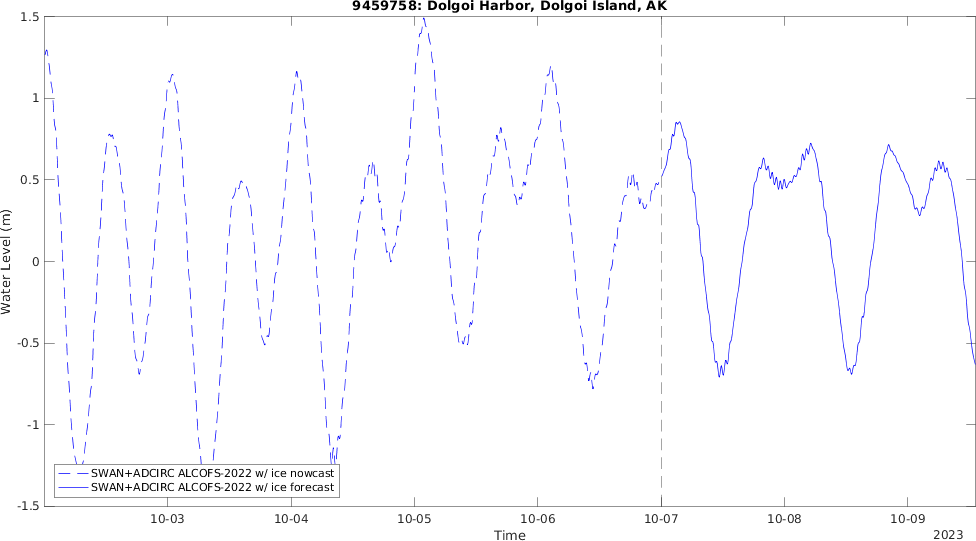 9459758: Dolgoi Harbor, Dolgoi Island, AK
1.5
1
0.5
0
-0.5
-1
-1.5
Water Level (m)
SWAN+ADCIRC ALCOFS-2022 w/ ice nowcast
SWAN+ADCIRC ALCOFS-2022 w/ ice forecast
10-03 10-04 10-05 10-06 10-07 10-08 10-09
Time
2023